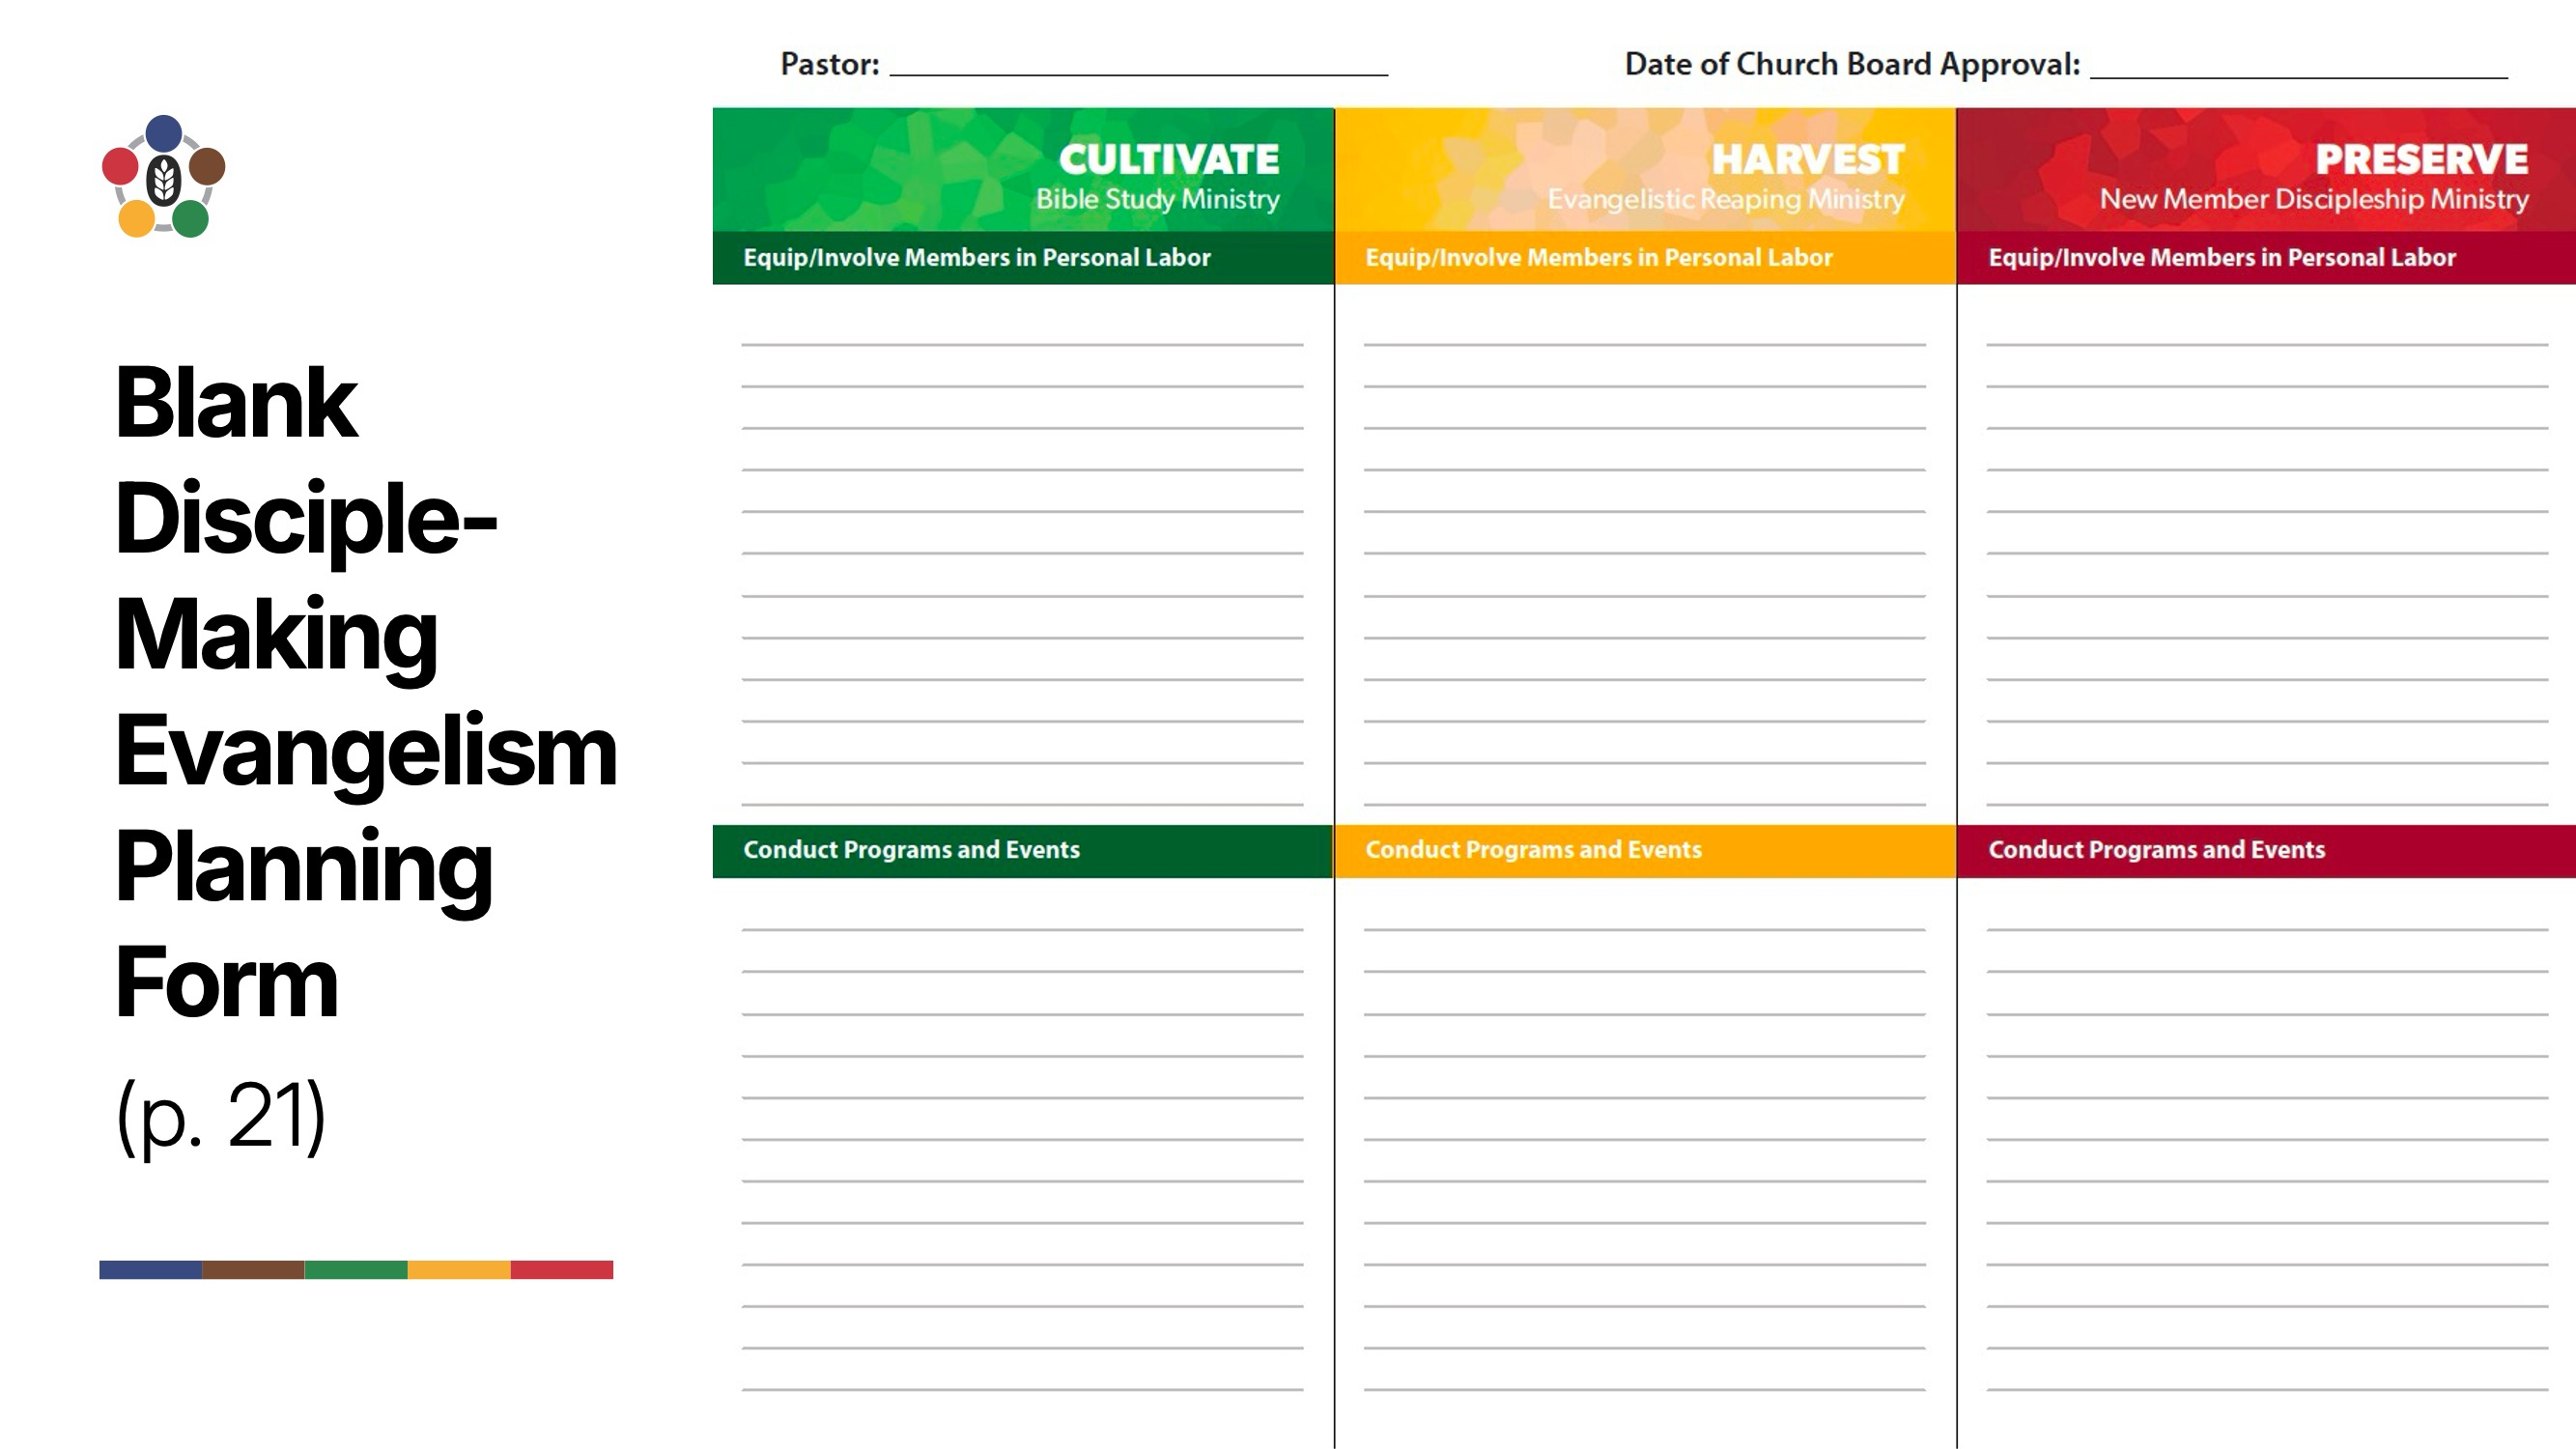 Blank
Disciple-
Making
Evangelism
Planning
Form
(p. 21)
Pastor:
Date of Church Board Approval:
CULTIVATE
Bible Study Ministry
Equip/Involve Members in Personal Labor
Conduct Programs and Events
HARVEST
Evangelistic Reaping Ministry
Equip/Involve Members in Personal Labor
Conduct Programs and Events
PRESERVE
New Member Discipleship Ministry
Equip/Involve Members in Personal Labor
Conduct Programs and Events